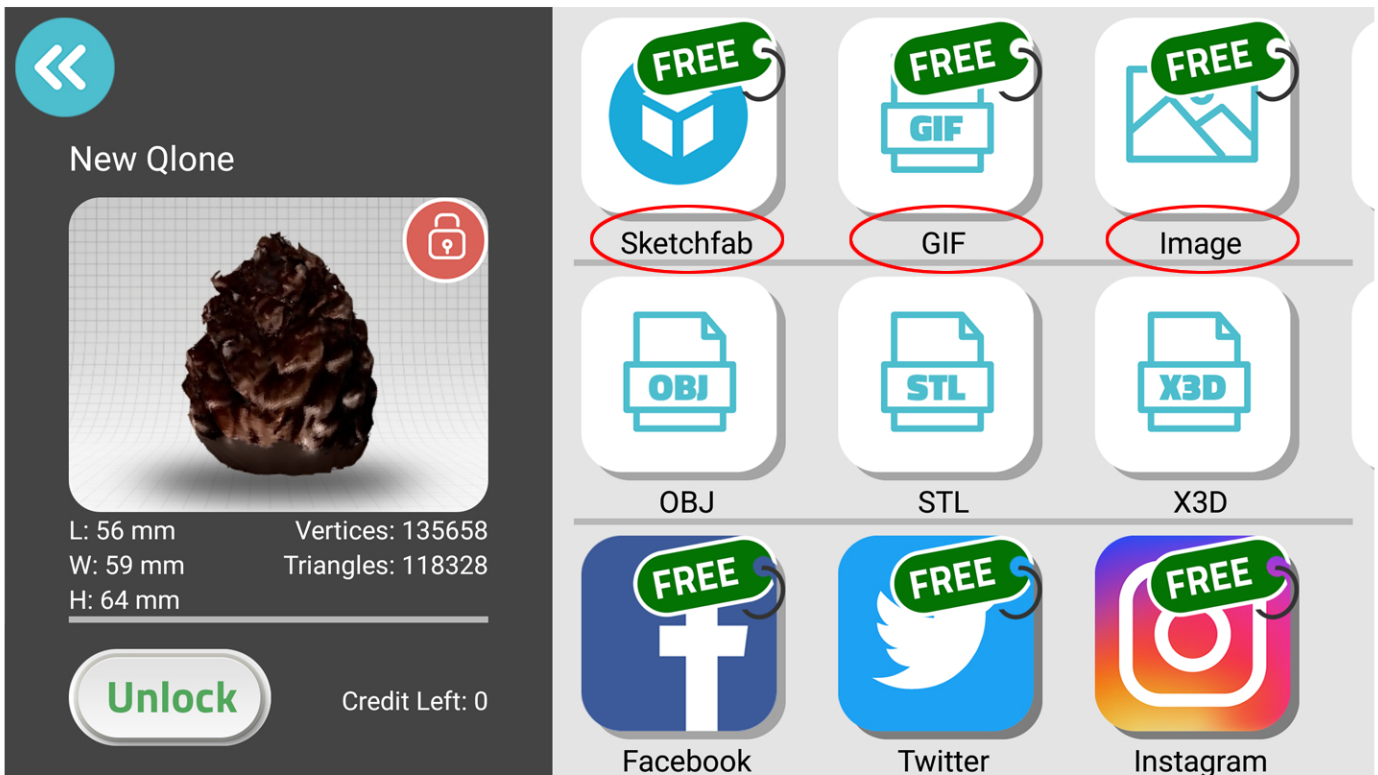 New Qlone
L: 56 mm Vertices: 135658
W: 59 mm Triangles: 118328
H: 64 mm
Unlock Credit Left: 0
FREE FREE FREE
GIF
Sketchfab GIF Image
OBJ STL X3D
OBJ STL X3D
FREE FREE FREE
Facebook Twitter Instagram